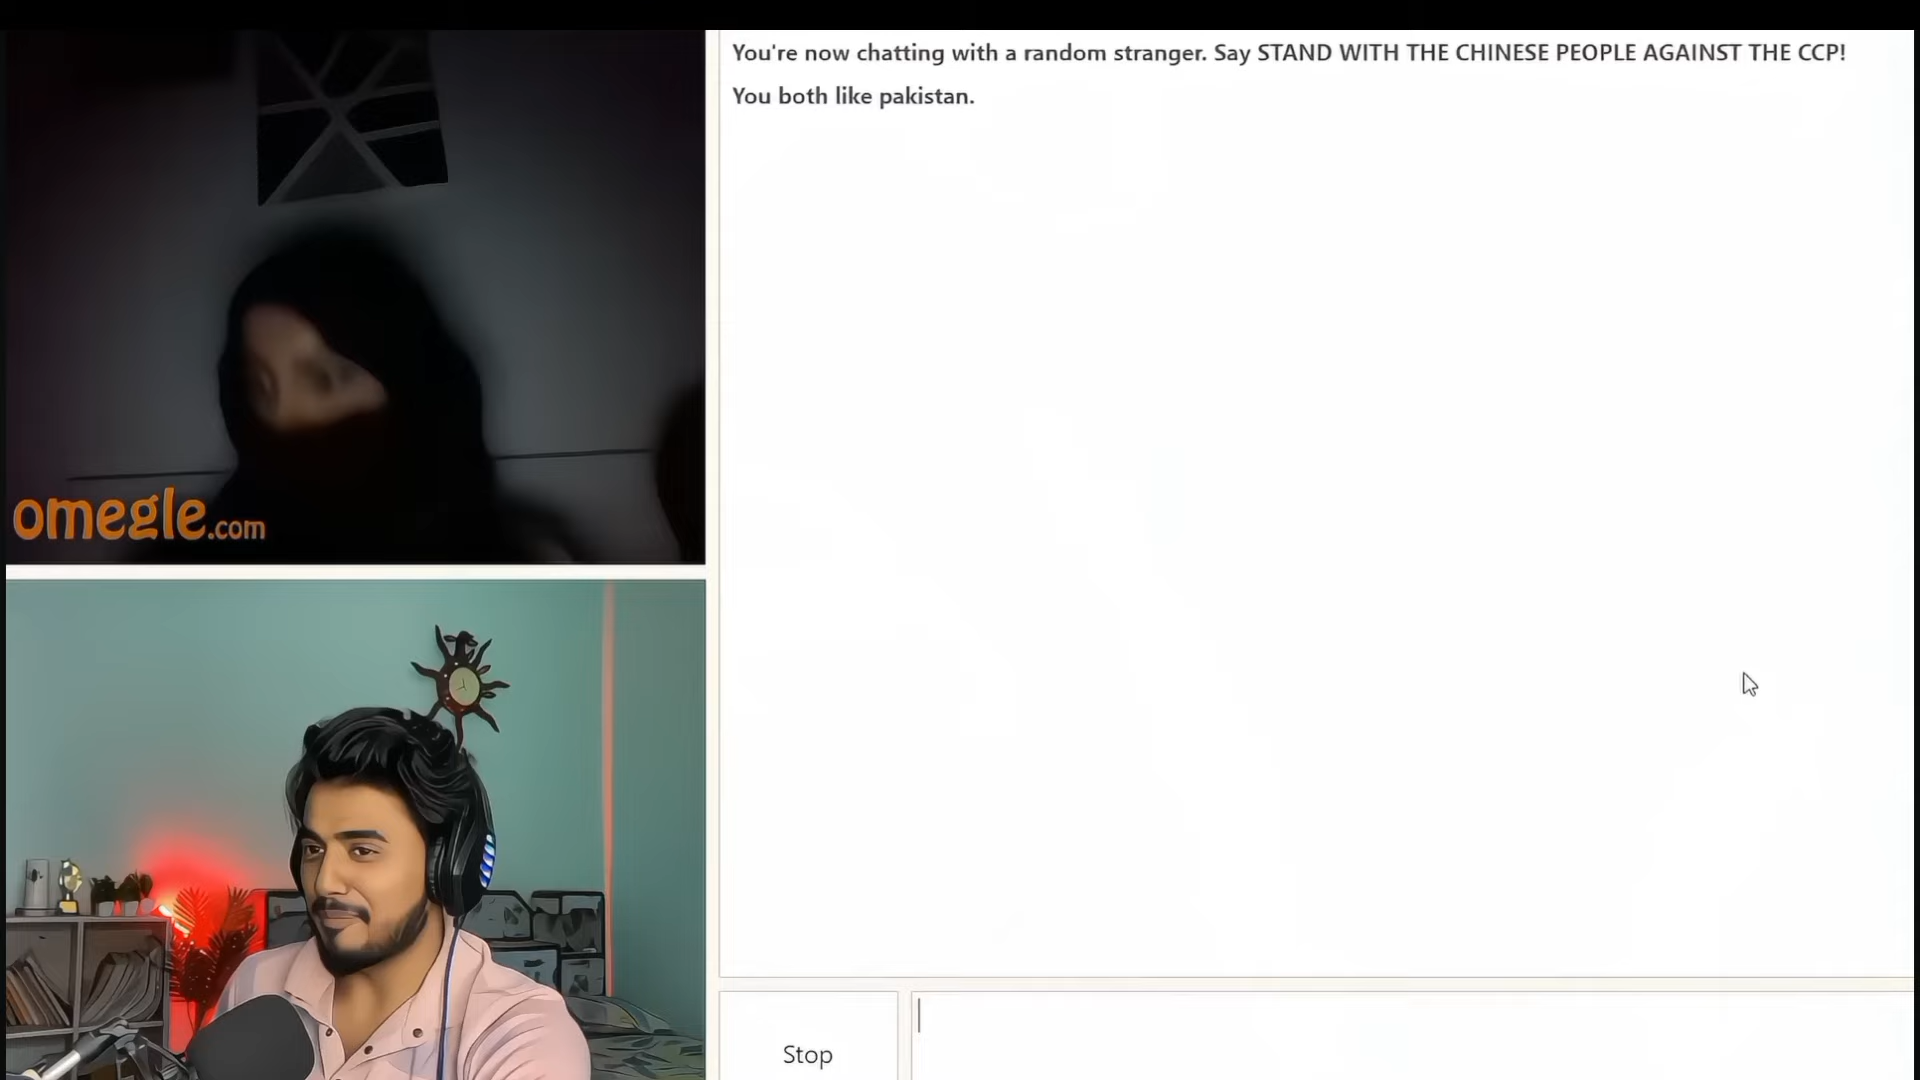 You're now chatting with a random stranger. Say STAND WITH THE CHINESE PEOPLE AGAINST THE CCP!
You both like pakistan.
omegle.com
Stop